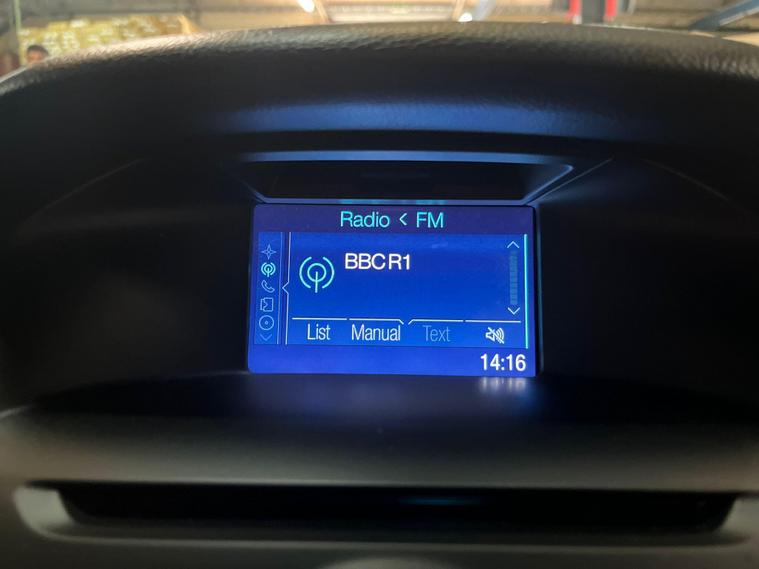 Radio < FM
BBC R1
List Manual Text
14:16